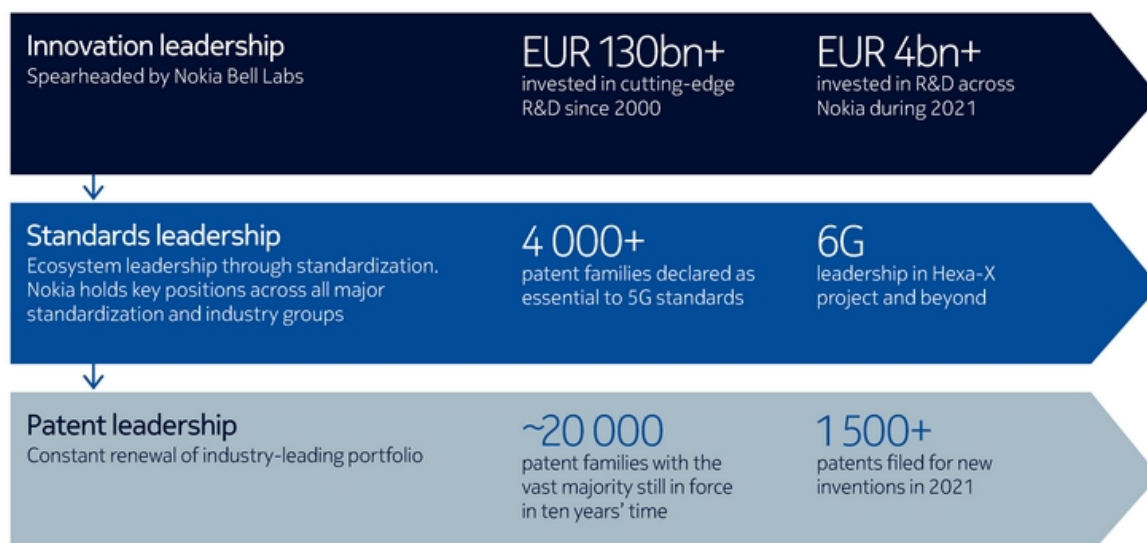 Innovation leadership
Spearheaded by Nokia Bell Labs
EUR 130bn+
invested in cutting-edge
R&D since 2000
EUR 4bn+
invested in R&D across
Nokia during 2021
Standards leadership
Ecosystem leadership through standardization.
Nokia holds key positions across all major
standardization and industry groups
4 000+
patent families declared as
essential to 5G standards
6G
leadership in Hexa-X
project and beyond
Patent leadership
Constant renewal of industry-leading portfolio
~20 000
patent families with the
vast majority still in force
in ten years’ time
1 500+
patents filed for new
inventions in 2021